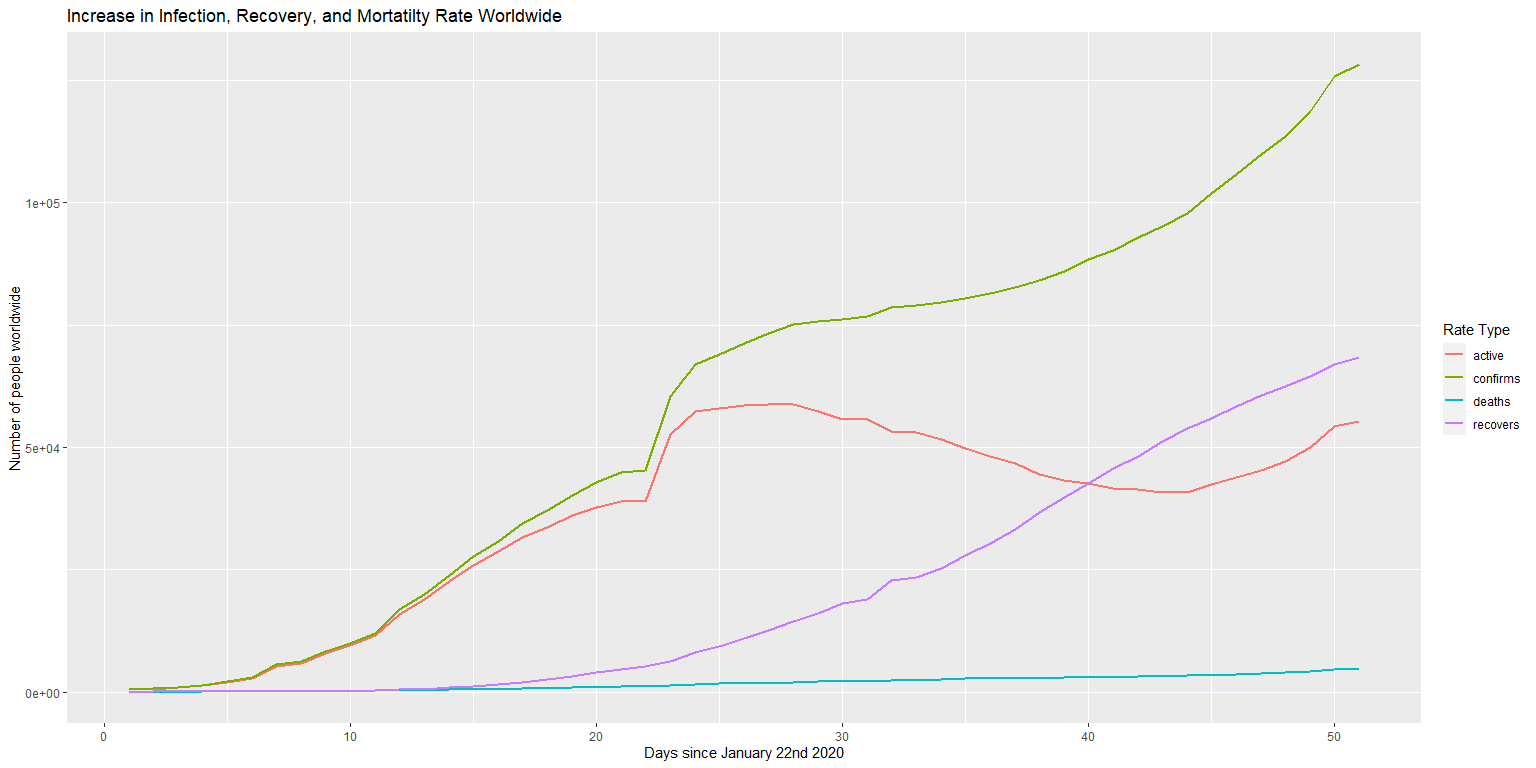 Increase in Infection, Recovery, and Mortatilty Rate Worldwide
Number of people worldwide
1e+05
5e+04
0e+00
0
10
20
30
40
50
Days since January 22nd 2020
Rate Type
active
confirms
deaths
recovers